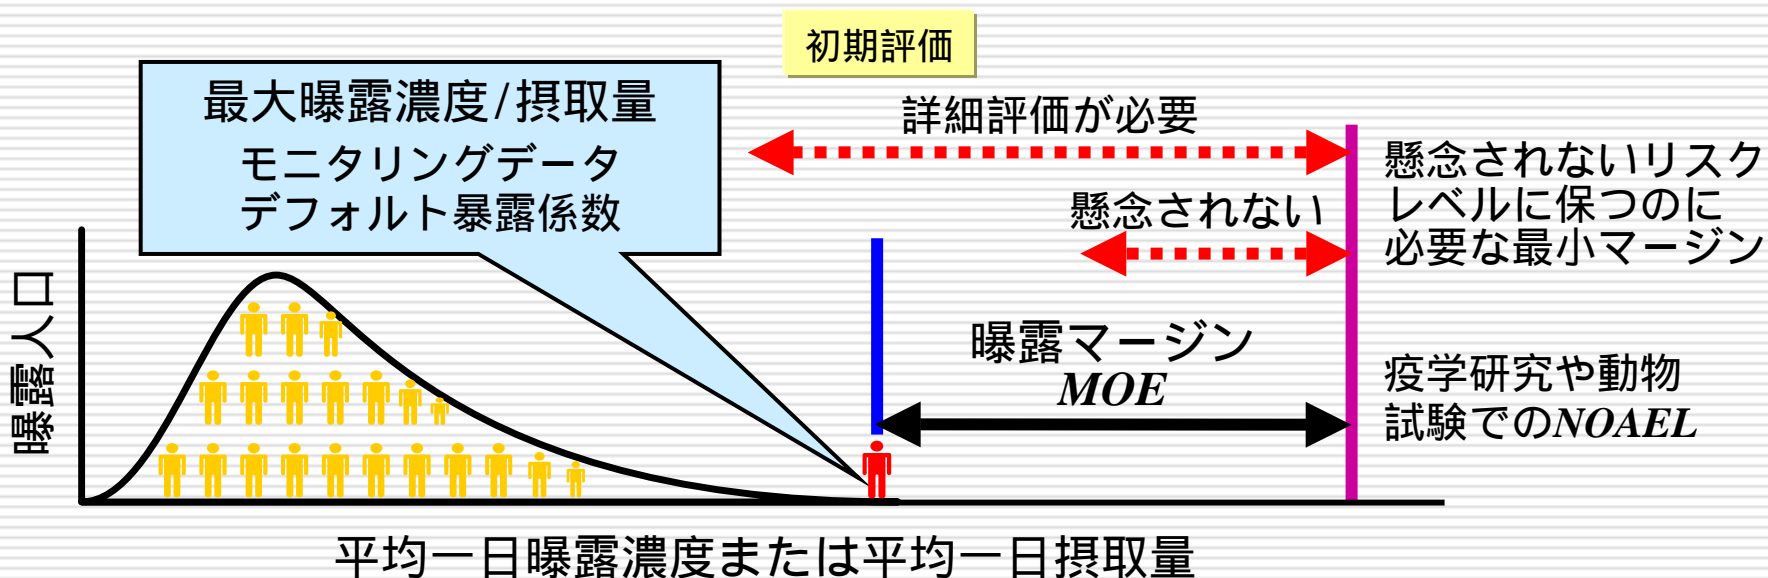 初期評価
最大曝露濃度/摂取量
モニタリングデータ
デフォルト暴露係数
詳細評価が必要
懸念されない
懸念されないリスク
レベルに保つのに
必要な最小マージン
曝露マージン
MOE
疫学研究や動物
試験でのNOAEL
曝露人口
平均一日曝露濃度または平均一日摂取量